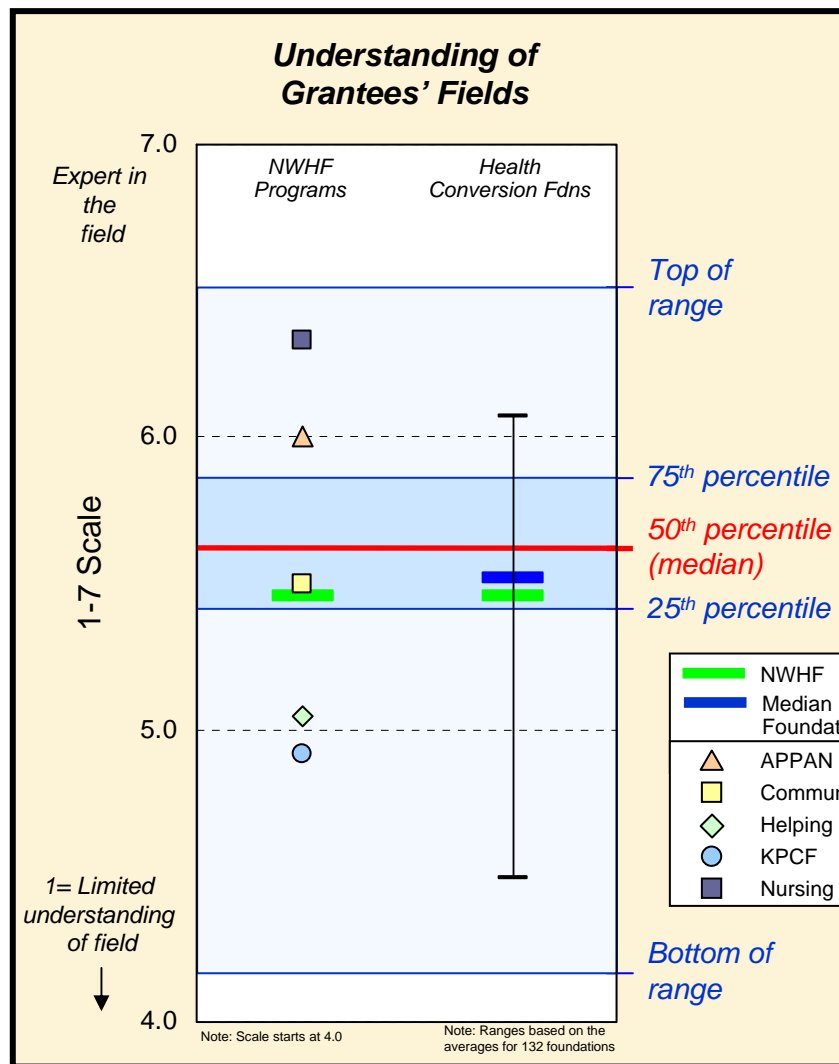 Understanding of
Grantees' Fields
7.0
Expert in
the
field
NWHF
Programs
Health
Conversion Fdns
Top of
range
6.0
75th percentile
50th percentile
(median)
1-7 Scale
25th percentile
NWHF
Median
5.0
APPAN
Helping
KPCF
Nursing
1= Limited
understanding
of field
Bottom of
range
4.0
Note: Scale starts at 4.0
Note: Ranges based on the
averages for 132 foundations